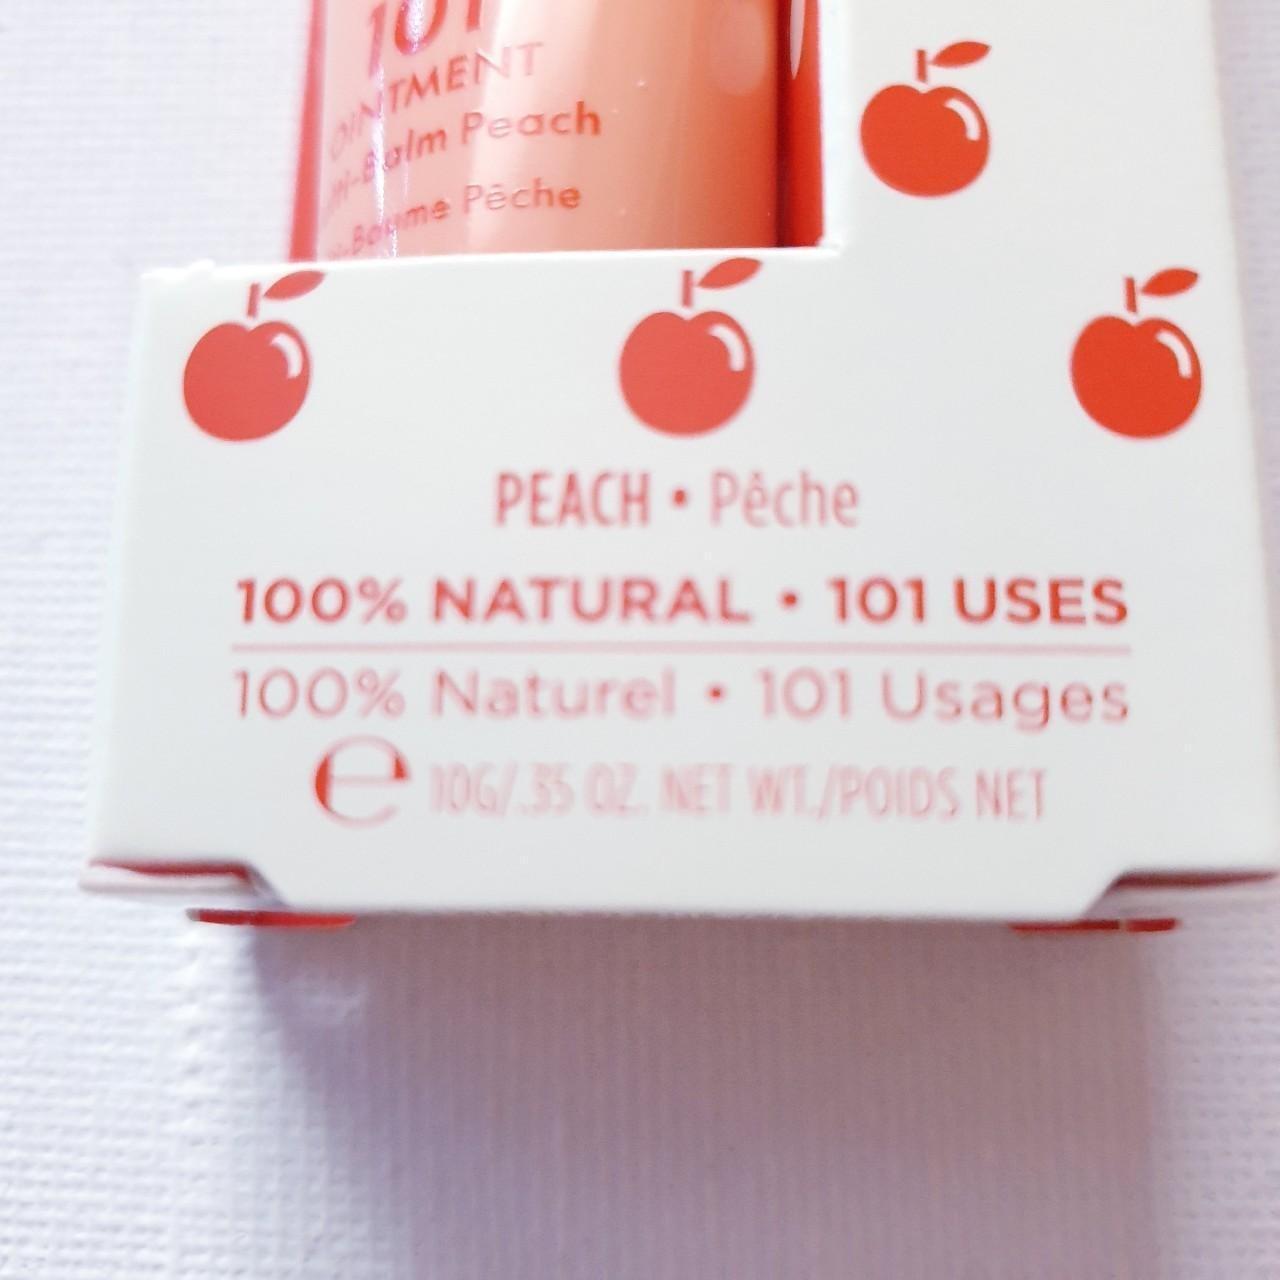 101
OINTMENT
Balm Peach
Baume Pêche
PEACH • Pêche
100% NATURAL • 101 USES
100% Naturel • 101 Usages
e 10G/.35 OZ. NET WT./POIDS NET